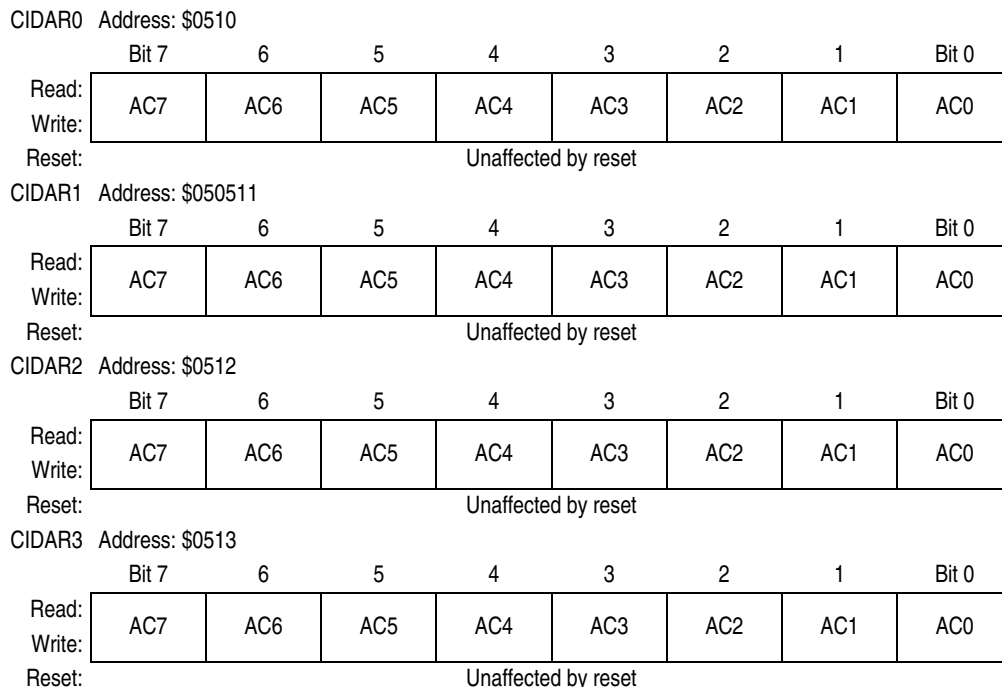 CIDAR0 Address: $0510
Bit 7 6 5 4 3 2 1 Bit 0
Read:
AC7 AC6 AC5 AC4 AC3 AC2 AC1 AC0
Write:
Reset: Unaffected by reset
CIDAR1 Address: $050511
Bit 7 6 5 4 3 2 1 Bit 0
Read:
AC7 AC6 AC5 AC4 AC3 AC2 AC1 AC0
Write:
Reset: Unaffected by reset
CIDAR2 Address: $0512
Bit 7 6 5 4 3 2 1 Bit 0
Read:
AC7 AC6 AC5 AC4 AC3 AC2 AC1 AC0
Write:
Reset: Unaffected by reset
CIDAR3 Address: $0513
Bit 7 6 5 4 3 2 1 Bit 0
Read:
AC7 AC6 AC5 AC4 AC3 AC2 AC1 AC0
Write:
Reset: Unaffected by reset